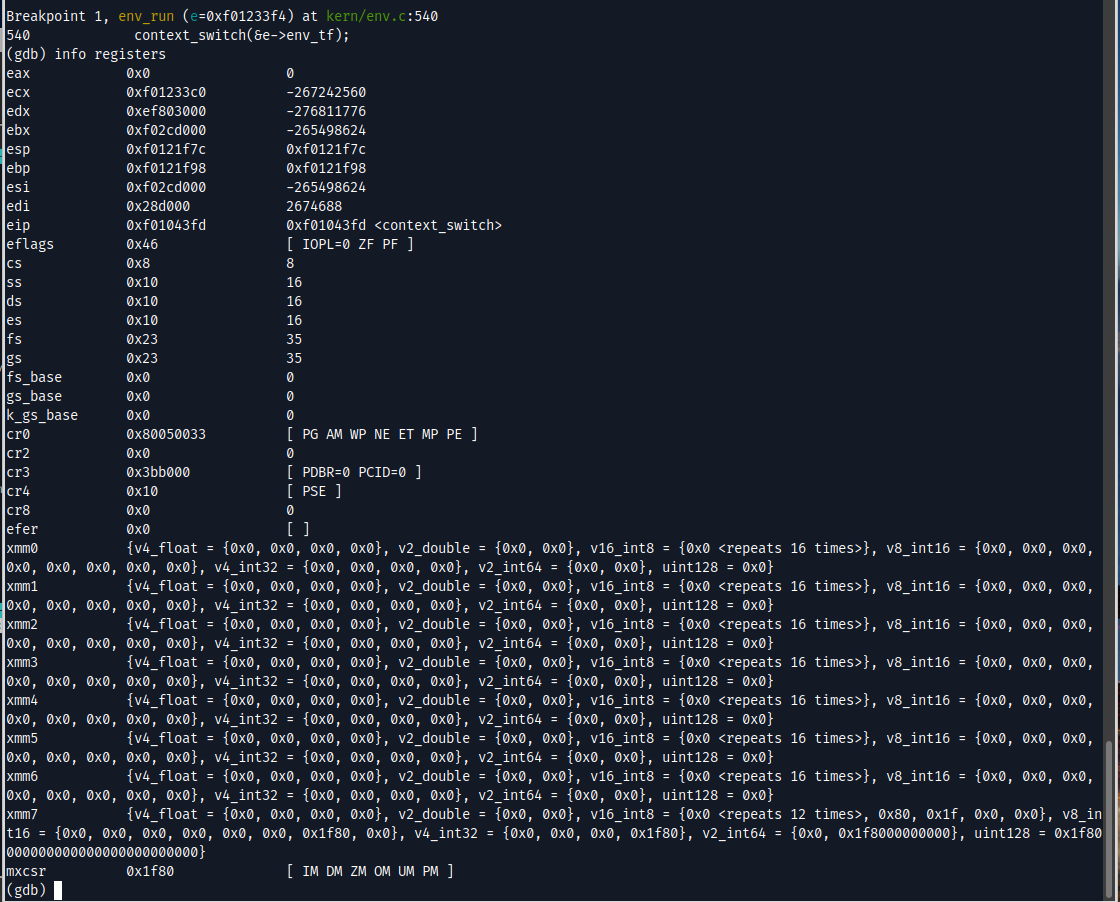 Breakpoint 1, env_run (e=0xf01233f4) at kern/env.c:540
540             context_switch(&e->env_tf);
(gdb) info registers
eax            0x0                 0
ecx            0xf01233c0          -267242560
edx            0xef803000          -276811776
ebx            0xf02cd000          -265498624
esp            0xf0121f7c          0xf0121f7c
ebp            0xf0121f98          0xf0121f98
esi            0xf02cd000          -265498624
edi            0x28d000            2674688
eip            0xf01043fd          0xf01043fd <context_switch>
eflags         0x46                [ IOPL=0 ZF PF ]
cs             0x8                 8
ss             0x10                16
ds             0x10                16
es             0x10                16
fs             0x23                35
gs             0x23                35
fs_base        0x0                 0
gs_base        0x0                 0
k_gs_base      0x0                 0
cr0            0x80050033          [ PG AM WP NE ET MP PE ]
cr2            0x0                 0
cr3            0x3bb000            [ PDBR=0 PCID=0 ]
cr4            0x10                [ PSE ]
cr8            0x0                 0
efer           0x0                 [ ]
xmm0           {v4_float = {0x0, 0x0, 0x0, 0x0}, v2_double = {0x0, 0x0}, v16_int8 = {0x0 <repeats 16 times>}, v8_int16 = {0x0, 0x0, 0x0,
0x0, 0x0, 0x0, 0x0, 0x0}, v4_int32 = {0x0, 0x0, 0x0, 0x0}, v2_int64 = {0x0, 0x0}, uint128 = 0x0}
xmm1           {v4_float = {0x0, 0x0, 0x0, 0x0}, v2_double = {0x0, 0x0}, v16_int8 = {0x0 <repeats 16 times>}, v8_int16 = {0x0, 0x0, 0x0,
0x0, 0x0, 0x0, 0x0, 0x0}, v4_int32 = {0x0, 0x0, 0x0, 0x0}, v2_int64 = {0x0, 0x0}, uint128 = 0x0}
xmm2           {v4_float = {0x0, 0x0, 0x0, 0x0}, v2_double = {0x0, 0x0}, v16_int8 = {0x0 <repeats 16 times>}, v8_int16 = {0x0, 0x0, 0x0,
0x0, 0x0, 0x0, 0x0, 0x0}, v4_int32 = {0x0, 0x0, 0x0, 0x0}, v2_int64 = {0x0, 0x0}, uint128 = 0x0}
xmm3           {v4_float = {0x0, 0x0, 0x0, 0x0}, v2_double = {0x0, 0x0}, v16_int8 = {0x0 <repeats 16 times>}, v8_int16 = {0x0, 0x0, 0x0,
0x0, 0x0, 0x0, 0x0, 0x0}, v4_int32 = {0x0, 0x0, 0x0, 0x0}, v2_int64 = {0x0, 0x0}, uint128 = 0x0}
xmm4           {v4_float = {0x0, 0x0, 0x0, 0x0}, v2_double = {0x0, 0x0}, v16_int8 = {0x0 <repeats 16 times>}, v8_int16 = {0x0, 0x0, 0x0,
0x0, 0x0, 0x0, 0x0, 0x0}, v4_int32 = {0x0, 0x0, 0x0, 0x0}, v2_int64 = {0x0, 0x0}, uint128 = 0x0}
xmm5           {v4_float = {0x0, 0x0, 0x0, 0x0}, v2_double = {0x0, 0x0}, v16_int8 = {0x0 <repeats 16 times>}, v8_int16 = {0x0, 0x0, 0x0,
0x0, 0x0, 0x0, 0x0, 0x0}, v4_int32 = {0x0, 0x0, 0x0, 0x0}, v2_int64 = {0x0, 0x0}, uint128 = 0x0}
xmm6           {v4_float = {0x0, 0x0, 0x0, 0x0}, v2_double = {0x0, 0x0}, v16_int8 = {0x0 <repeats 16 times>}, v8_int16 = {0x0, 0x0, 0x0,
0x0, 0x0, 0x0, 0x0, 0x0}, v4_int32 = {0x0, 0x0, 0x0, 0x0}, v2_int64 = {0x0, 0x0}, uint128 = 0x0}
xmm7           {v4_float = {0x0, 0x0, 0x0, 0x0}, v2_double = {0x0, 0x0}, v16_int8 = {0x0 <repeats 12 times>, 0x80, 0x1f, 0x0, 0x0}, v8_in
t16 = {0x0, 0x0, 0x0, 0x0, 0x0, 0x0, 0x1f80, 0x0}, v4_int32 = {0x0, 0x0, 0x0, 0x1f80}, v2_int64 = {0x0, 0x1f8000000000}, uint128 = 0x1f80
000000000000000000000000}
mxcsr          0x1f80              [ IM DM ZM OM UM PM ]
(gdb)